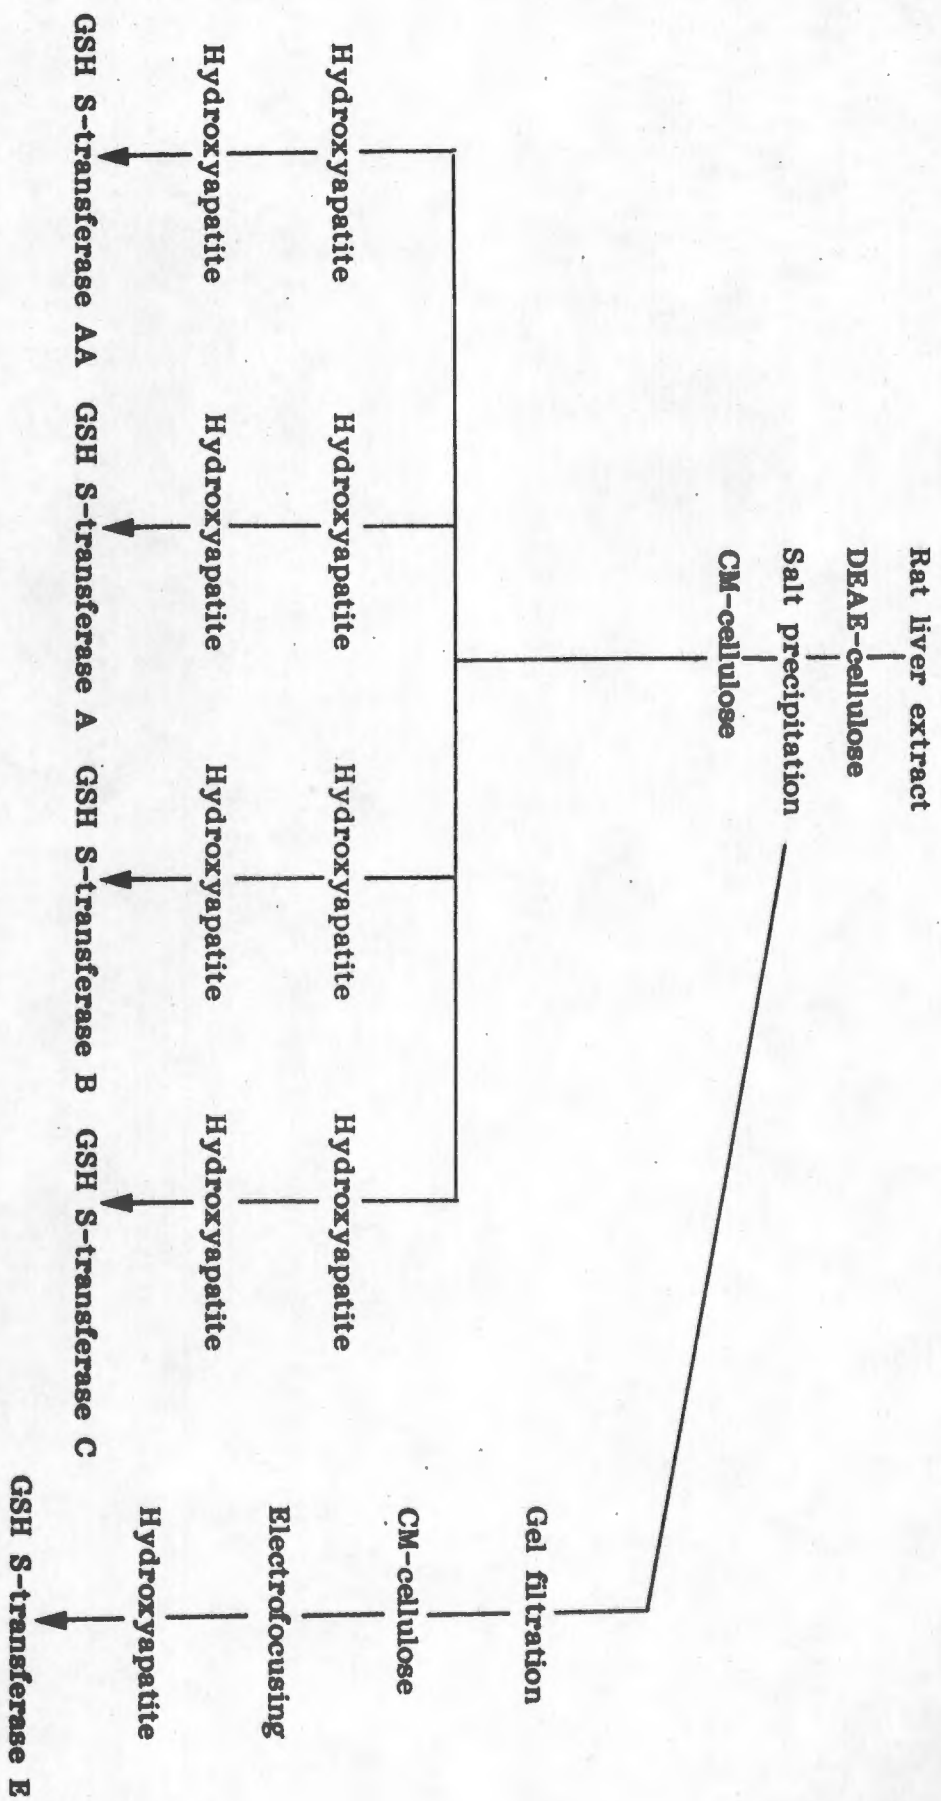 Rat liver extract
DEAE-cellulose
Salt precipitation
CM-cellulose
Hydroxyapatite
Hydroxyapatite
Hydroxyapatite
Hydroxyapatite
Hydroxyapatite
Hydroxyapatite
Hydroxyapatite
Hydroxyapatite
GSH S-transferase AA
GSH S-transferase A
GSH S-transferase B
GSH S-transferase C
Gel filtration
CM-cellulose
Electrofocusing
Hydroxyapatite
GSH S-transferase E